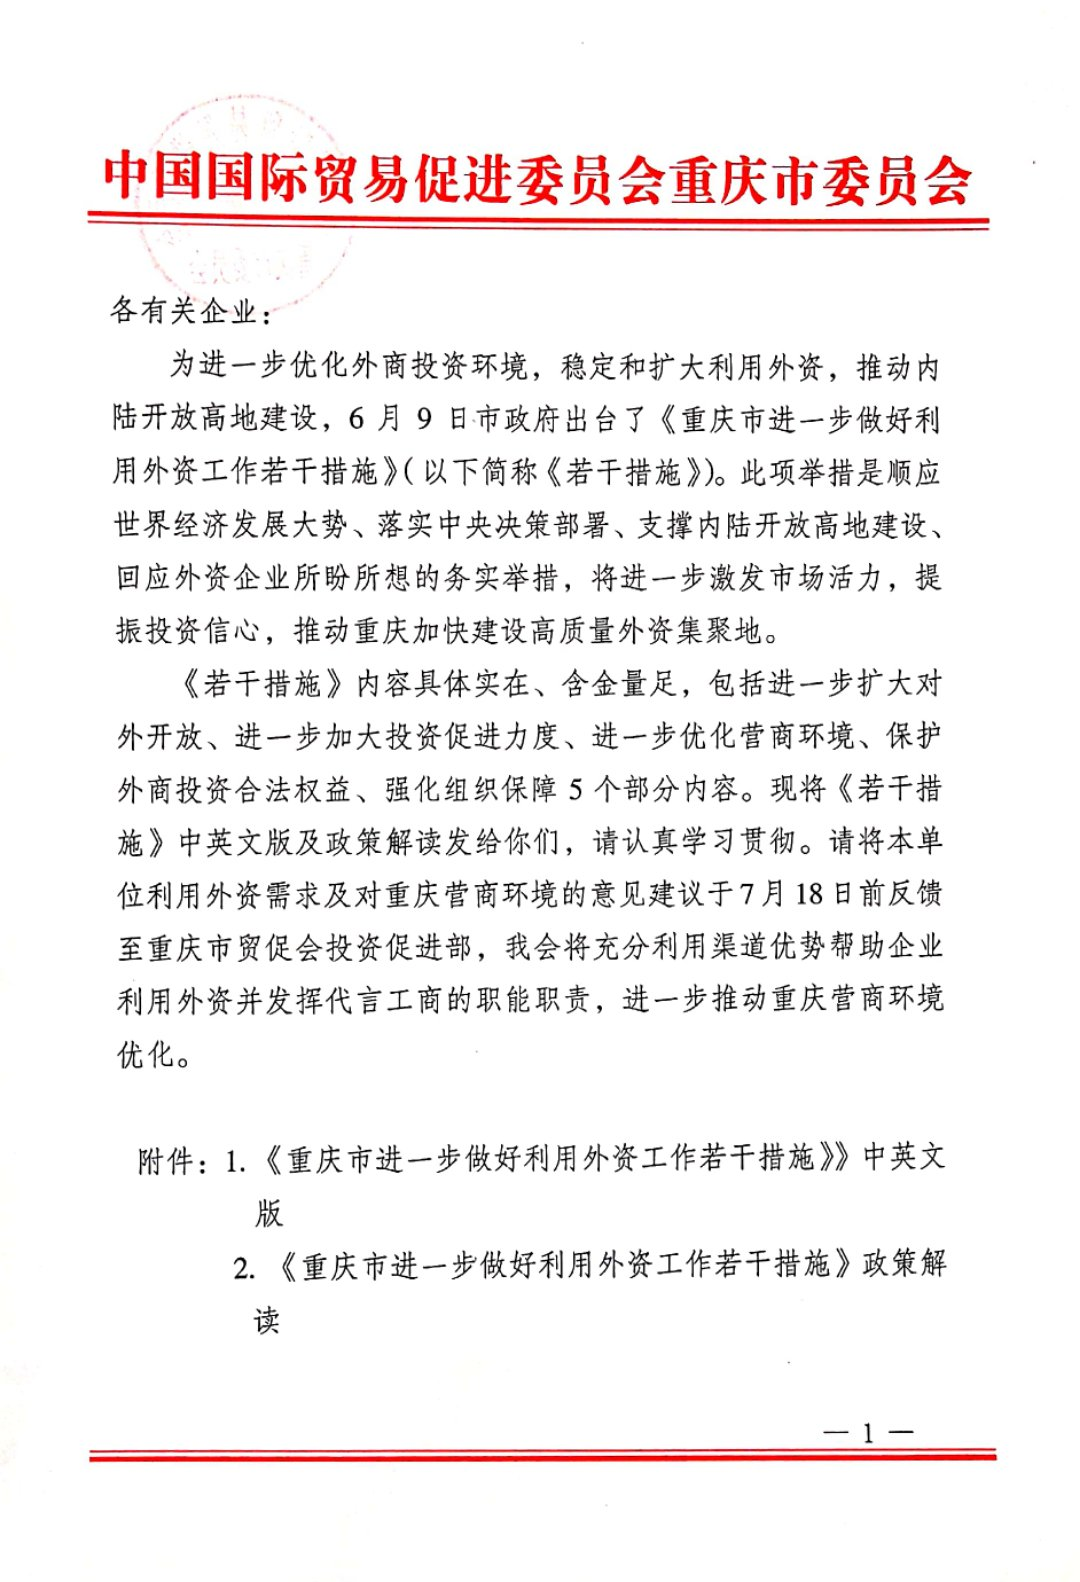 中国国际贸易促进委员会重庆市委员会
各有关企业：
为进一步优化外商投资环境，稳定和扩大利用外资，推动内
陆开放高地建设，6 月 9 日市政府出台了《重庆市进一步做好利
用外资工作若干措施》（以下简称《若干措施》）。此项举措是顺应
世界经济发展大势、落实中央决策部署、支撑内陆开放高地建设、
回应外资企业所盼所想的务实举措，将进一步激发市场活力，提
振投资信心，推动重庆加快建设高质量外资集聚地。
《若干措施》内容具体实在、含金量足，包括进一步扩大对
外开放、进一步加大投资促进力度、进一步优化营商环境、保护
外商投资合法权益、强化组织保障 5 个部分内容。现将《若干措
施》中英文版及政策解读发给你们，请认真学习贯彻。请将本单
位利用外资需求及对重庆营商环境的意见建议于 7 月 18 日前反馈
至重庆市贸促会投资促进部，我会将充分利用渠道优势帮助企业
利用外资并发挥代言工商的职能职责，进一步推动重庆营商环境
优化。
附件：1. 《重庆市进一步做好利用外资工作若干措施》》中英文
版
2. 《重庆市进一步做好利用外资工作若干措施》政策解
读
— 1 —